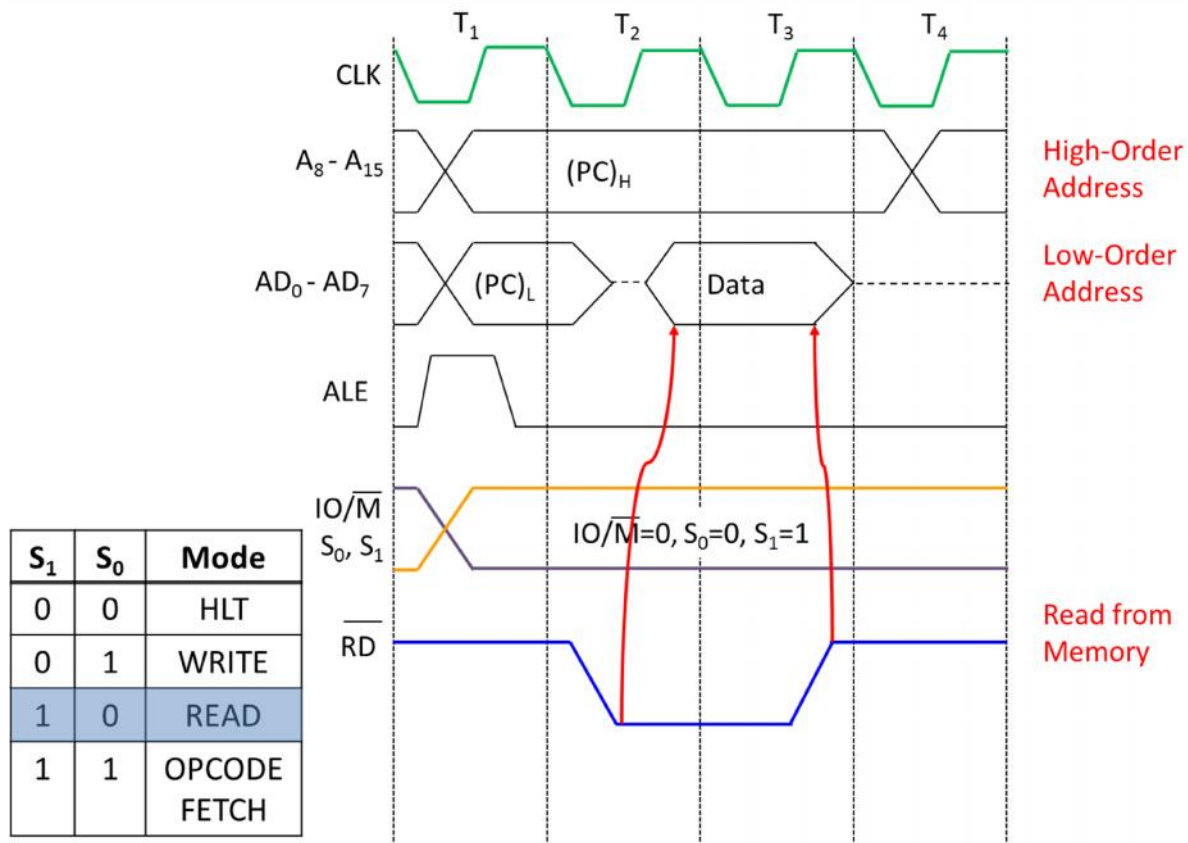 T₁ T₂ T₃ T₄
CLK
A₈ - A₁₅
(PC)H
High-Order
Address
AD₀ - AD₇
(PC)L
Data
Low-Order
Address
ALE
IO/M̅
S₀, S₁
IO/M̅=0, S₀=0, S₁=1
R̅D̅
Read from
Memory
S₁ S₀ Mode
0 0 HLT
0 1 WRITE
1 0 READ
1 1 OPCODE
FETCH